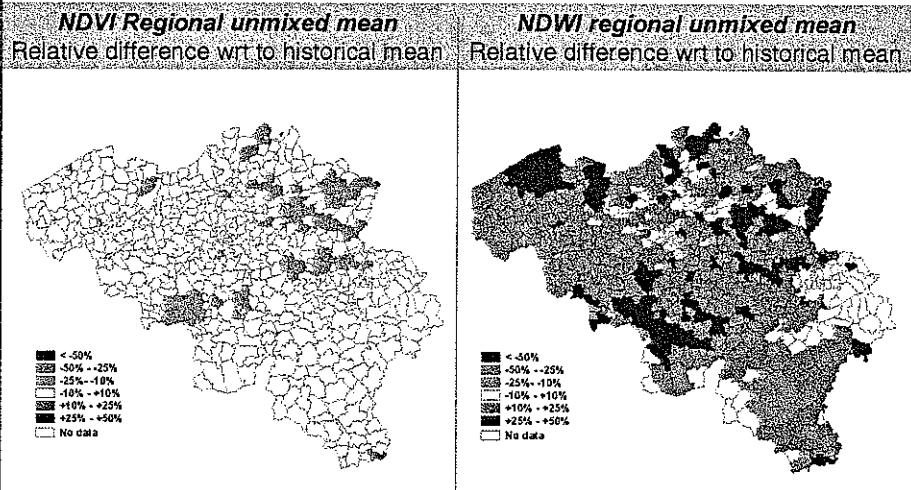 NDVI Regional unmixed mean
Relative difference wrt to historical mean
NDWI regional unmixed mean
Relative difference wrt to historical mean
< -50%
-50% - -25%
-25% - -10%
-10% - +10%
+10% - +25%
+25% - +50%
No data
< -50%
-50% - -25%
-25% - -10%
-10% - +10%
+10% - +25%
+25% - +50%
No data